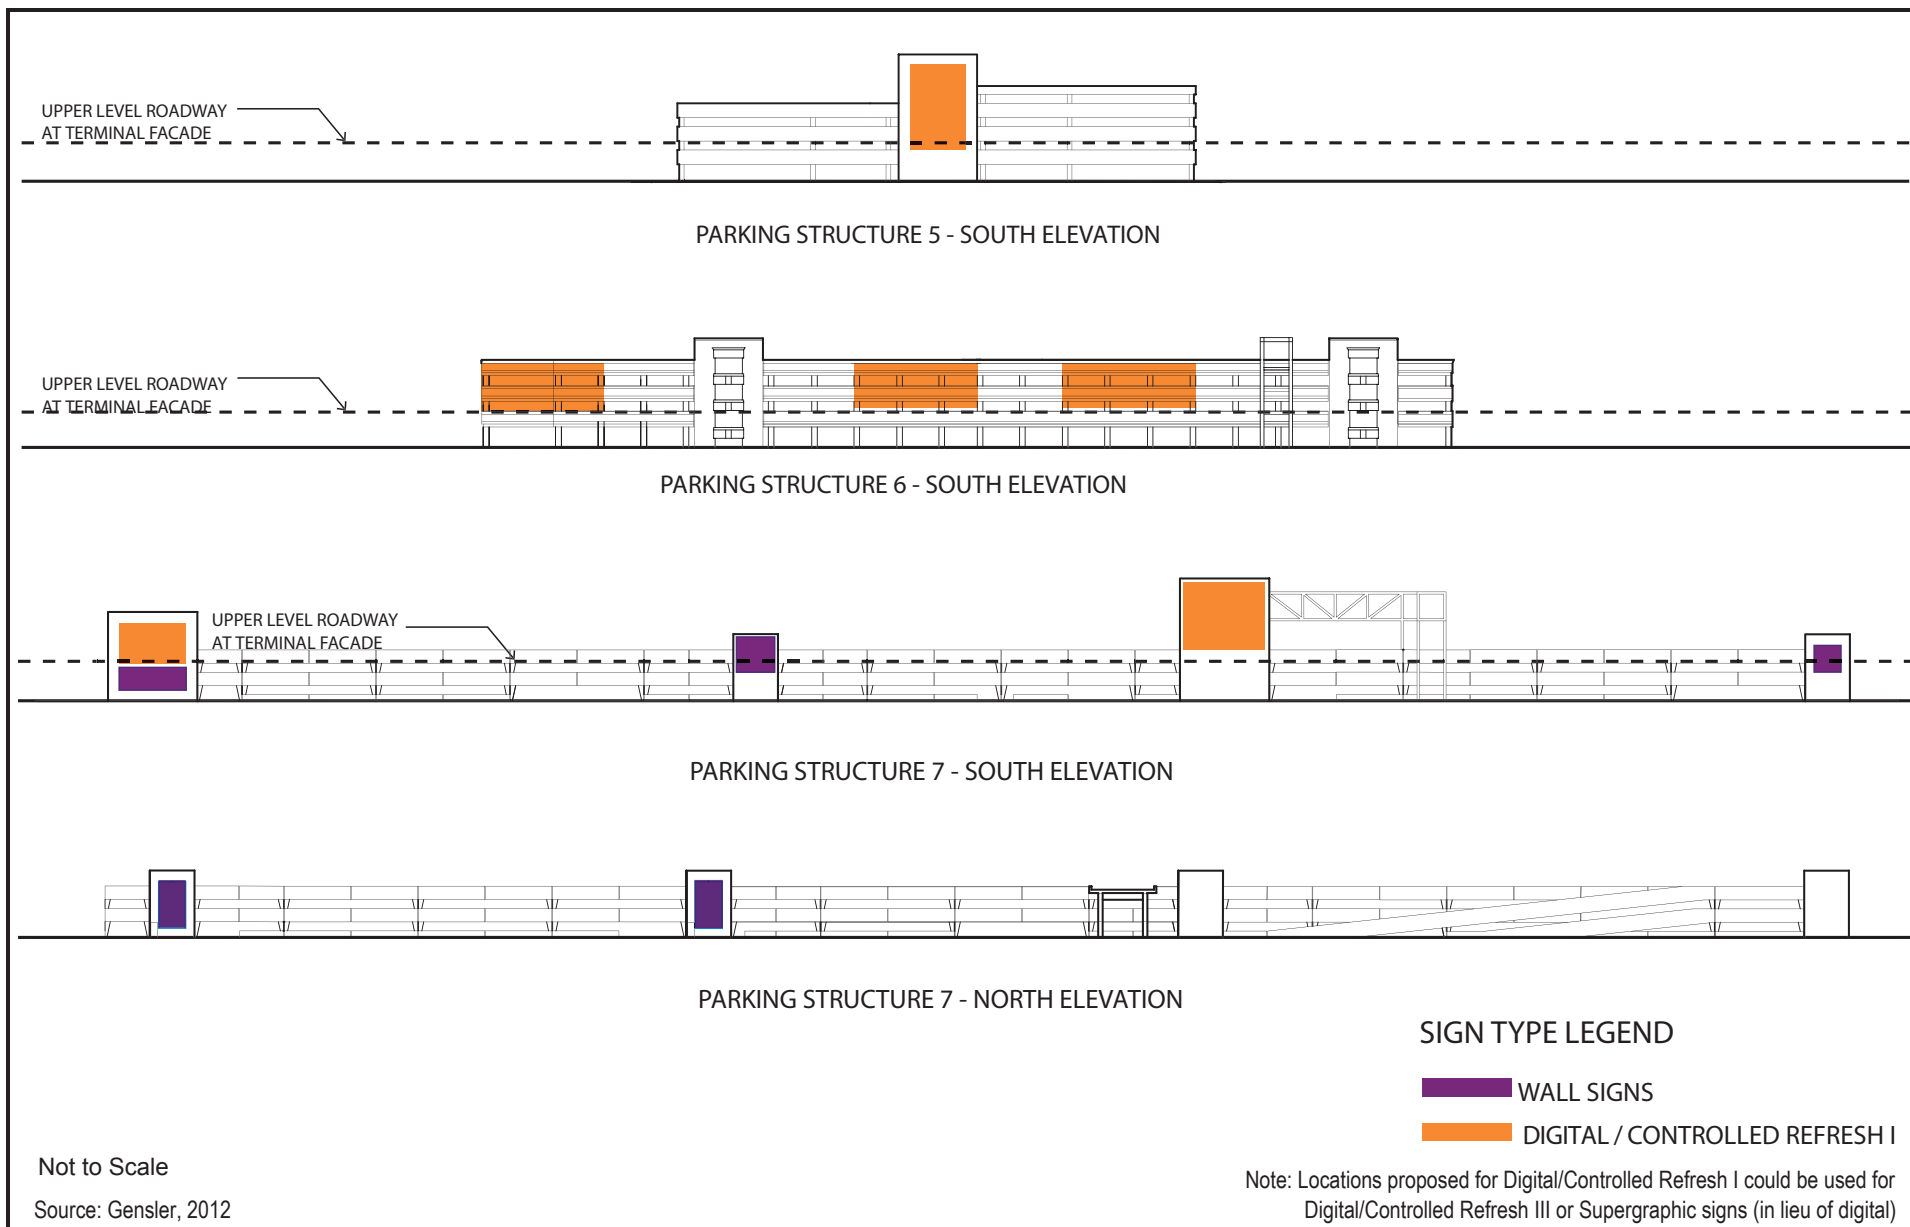 UPPER LEVEL ROADWAY
AT TERMINAL FACADE
PARKING STRUCTURE 5 - SOUTH ELEVATION
UPPER LEVEL ROADWAY
AT TERMINAL FACADE
PARKING STRUCTURE 6 - SOUTH ELEVATION
UPPER LEVEL ROADWAY
AT TERMINAL FACADE
PARKING STRUCTURE 7 - SOUTH ELEVATION
PARKING STRUCTURE 7 - NORTH ELEVATION
SIGN TYPE LEGEND
WALL SIGNS
DIGITAL / CONTROLLED REFRESH I
Not to Scale
Source: Gensler, 2012
Note: Locations proposed for Digital/Controlled Refresh I could be used for
Digital/Controlled Refresh III or Supergraphic signs (in lieu of digital)